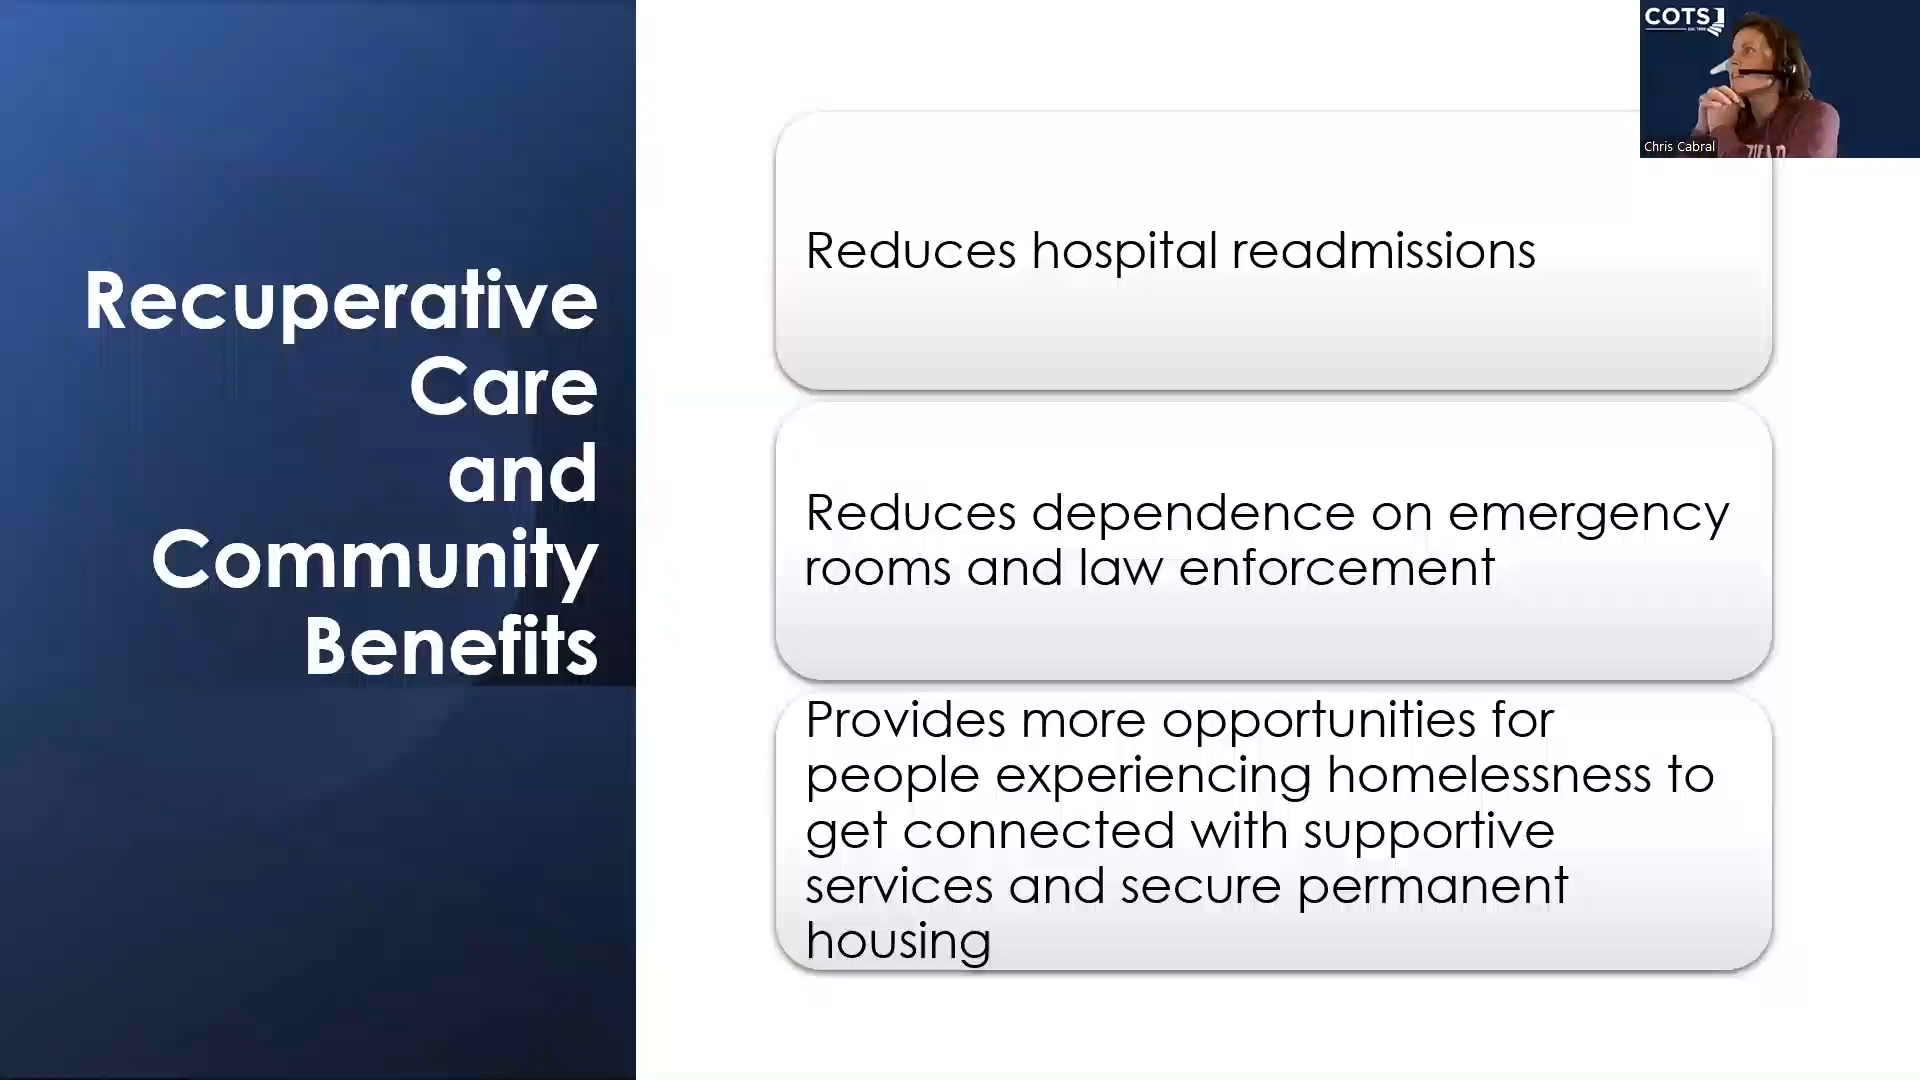 Recuperative
Care
and
Community
Benefits
Reduces hospital readmissions
Reduces dependence on emergency
rooms and law enforcement
Provides more opportunities for
people experiencing homelessness to
get connected with supportive
services and secure permanent
housing
COTS
Chris Cabral